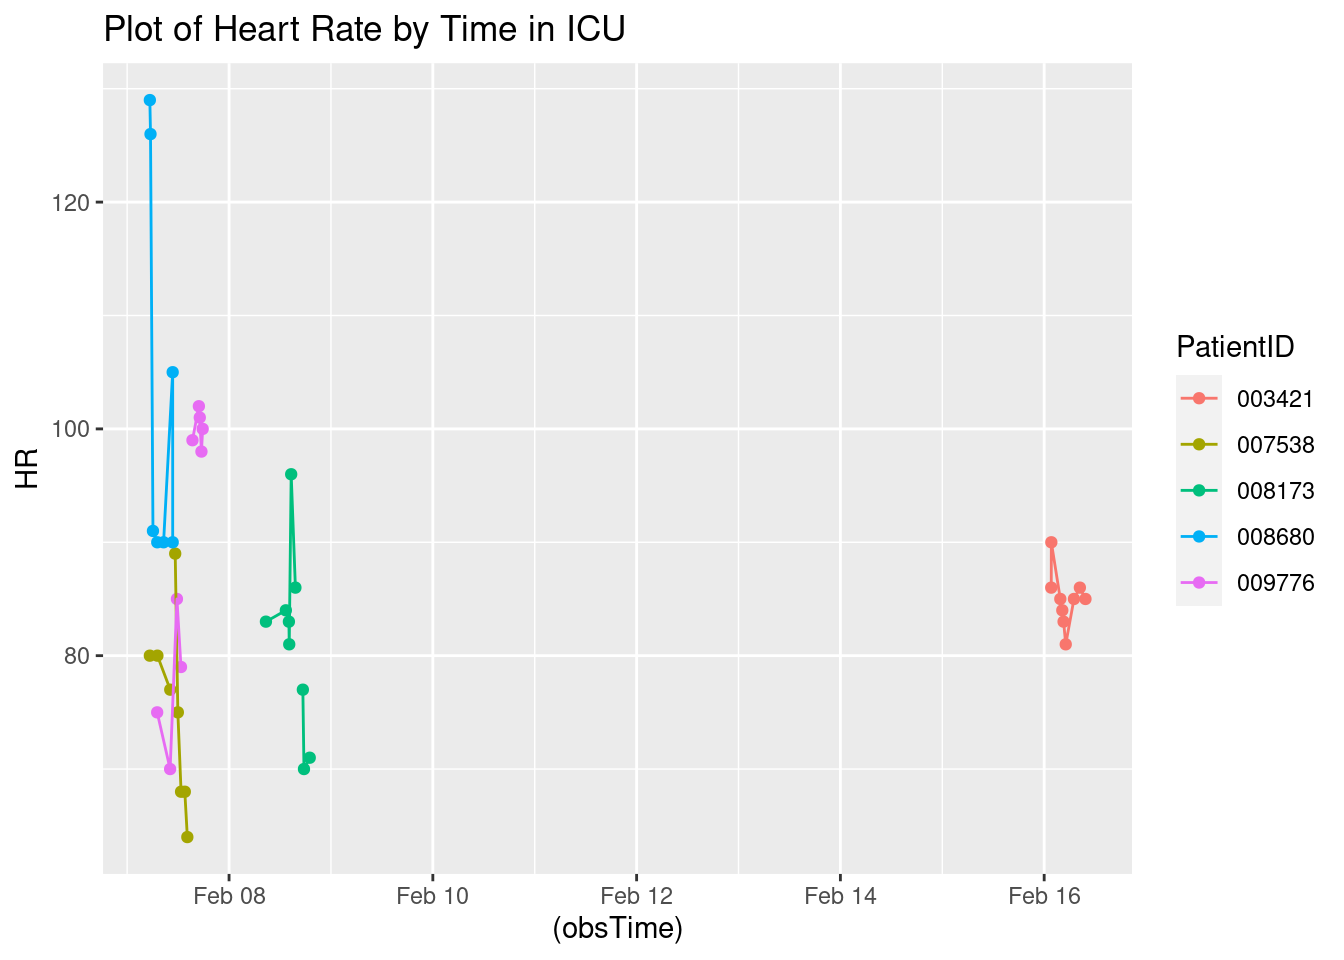 Plot of Heart Rate by Time in ICU
120
100
80
HR
Feb 08
Feb 10
Feb 12
Feb 14
Feb 16
(obsTime)
PatientID
003421
007538
008173
008680
009776